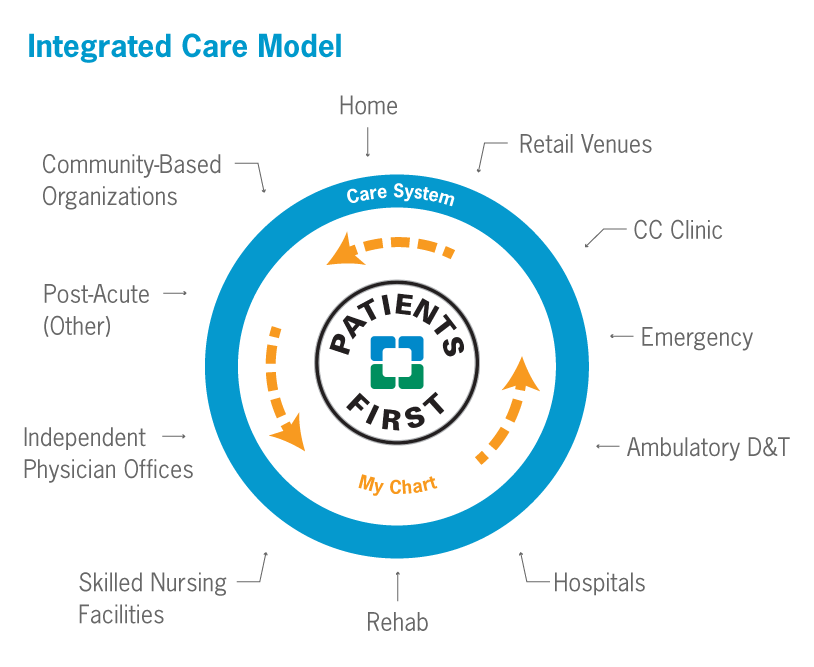 Integrated Care Model
Home
Retail Venues
Community-Based
Organizations
Care System
CC Clinic
Post-Acute
(Other)
PATIENTS
FIRST
Emergency
Independent
Physician Offices
Ambulatory D&T
My Chart
Skilled Nursing
Facilities
Hospitals
Rehab